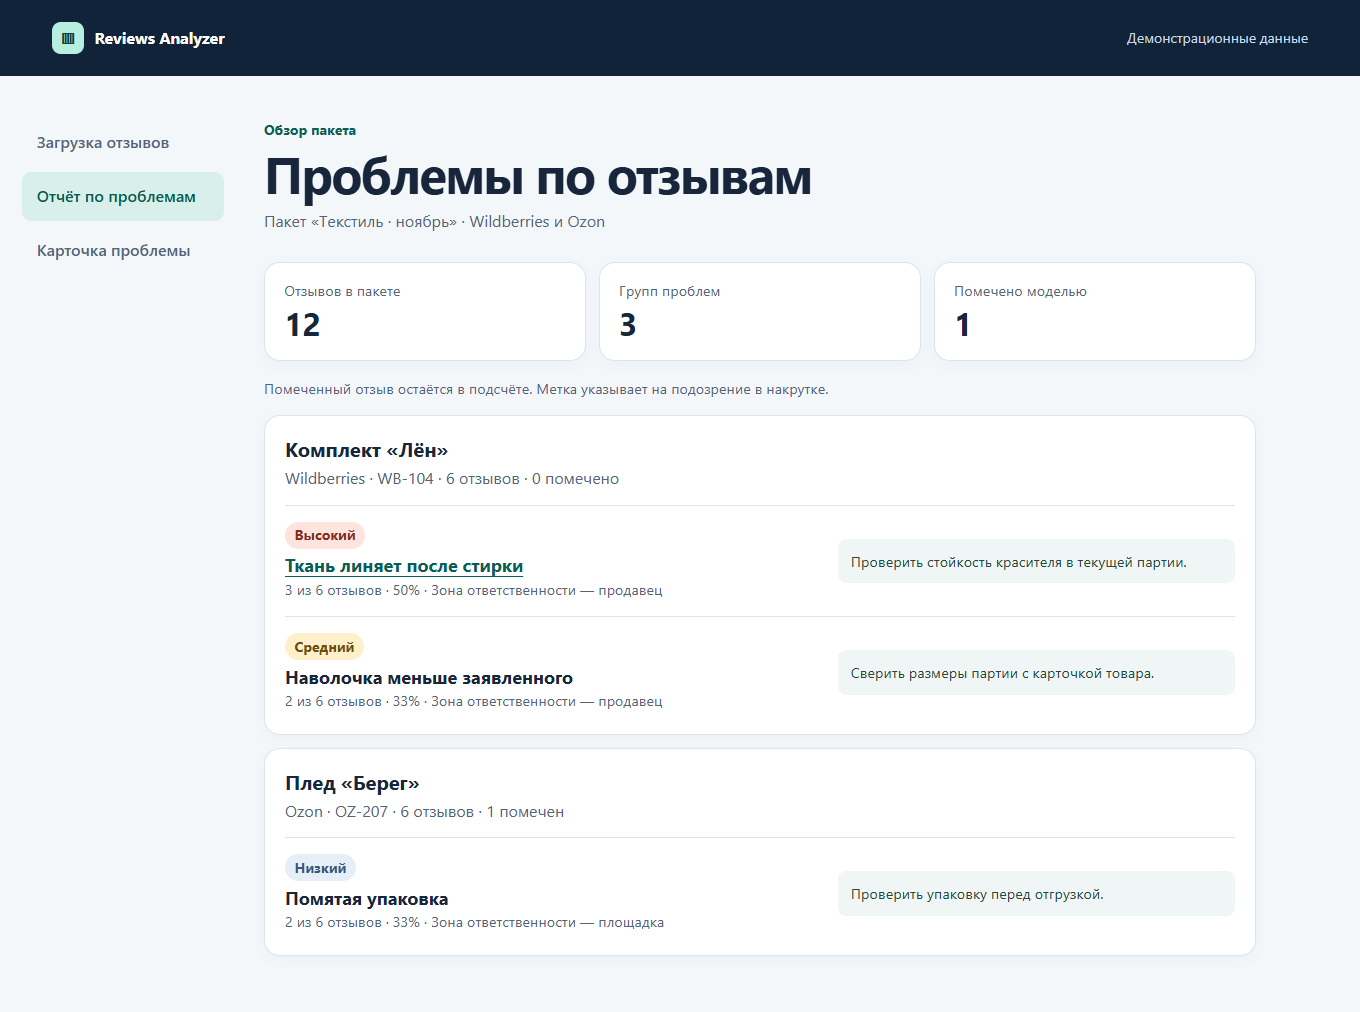 Reviews Analyzer
Демонстрационные данные
Загрузка отзывов
Отчёт по проблемам
Карточка проблемы
Обзор пакета
Проблемы по отзывам
Пакет «Текстиль · ноябрь» · Wildberries и Ozon
Отзывов в пакете
12
Групп проблем
3
Помечено моделью
1
Помеченный отзыв остаётся в подсчёте. Метка указывает на подозрение в накрутке.
Комплект «Лён»
Wildberries · WB-104 · 6 отзывов · 0 помечено
Высокий
Ткань линяет после стирки
3 из 6 отзывов · 50% · Зона ответственности — продавец
Проверить стойкость красителя в текущей партии.
Средний
Наволочка меньше заявленного
2 из 6 отзывов · 33% · Зона ответственности — продавец
Сверить размеры партии с карточкой товара.
Плед «Берег»
Ozon · OZ-207 · 6 отзывов · 1 помечен
Низкий
Помятая упаковка
2 из 6 отзывов · 33% · Зона ответственности — площадка
Проверить упаковку перед отгрузкой.